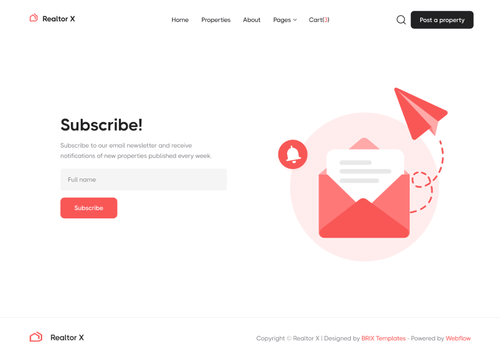 Realtor X
Home Properties About Pages Cart( )
Post a property
Subscribe!
Subscribe to our email newsletter and receive
notifications of new properties published every week.
Full name
Subscribe
Realtor X
Copyright © Realtor X | Designed by BRIX Templates - Powered by Webflow